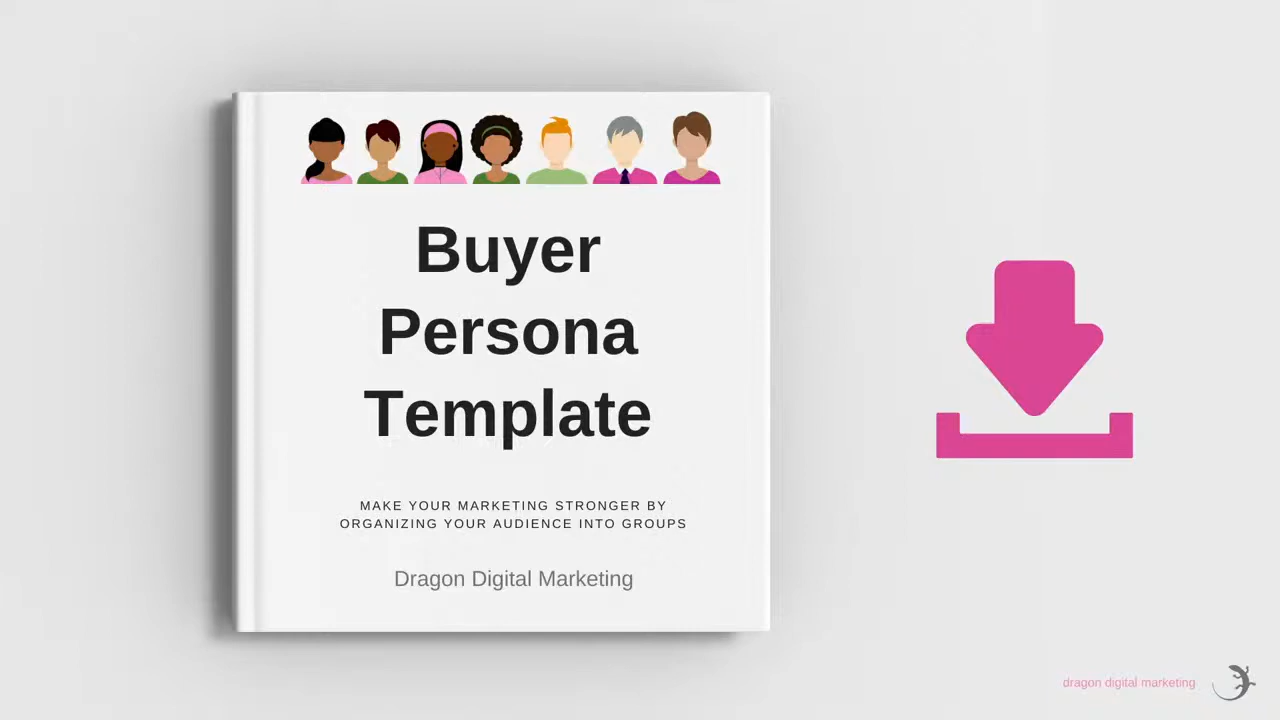 Buyer
Persona
Template
MAKE YOUR MARKETING STRONGER BY
ORGANIZING YOUR AUDIENCE INTO GROUPS
Dragon Digital Marketing
dragon digital marketing